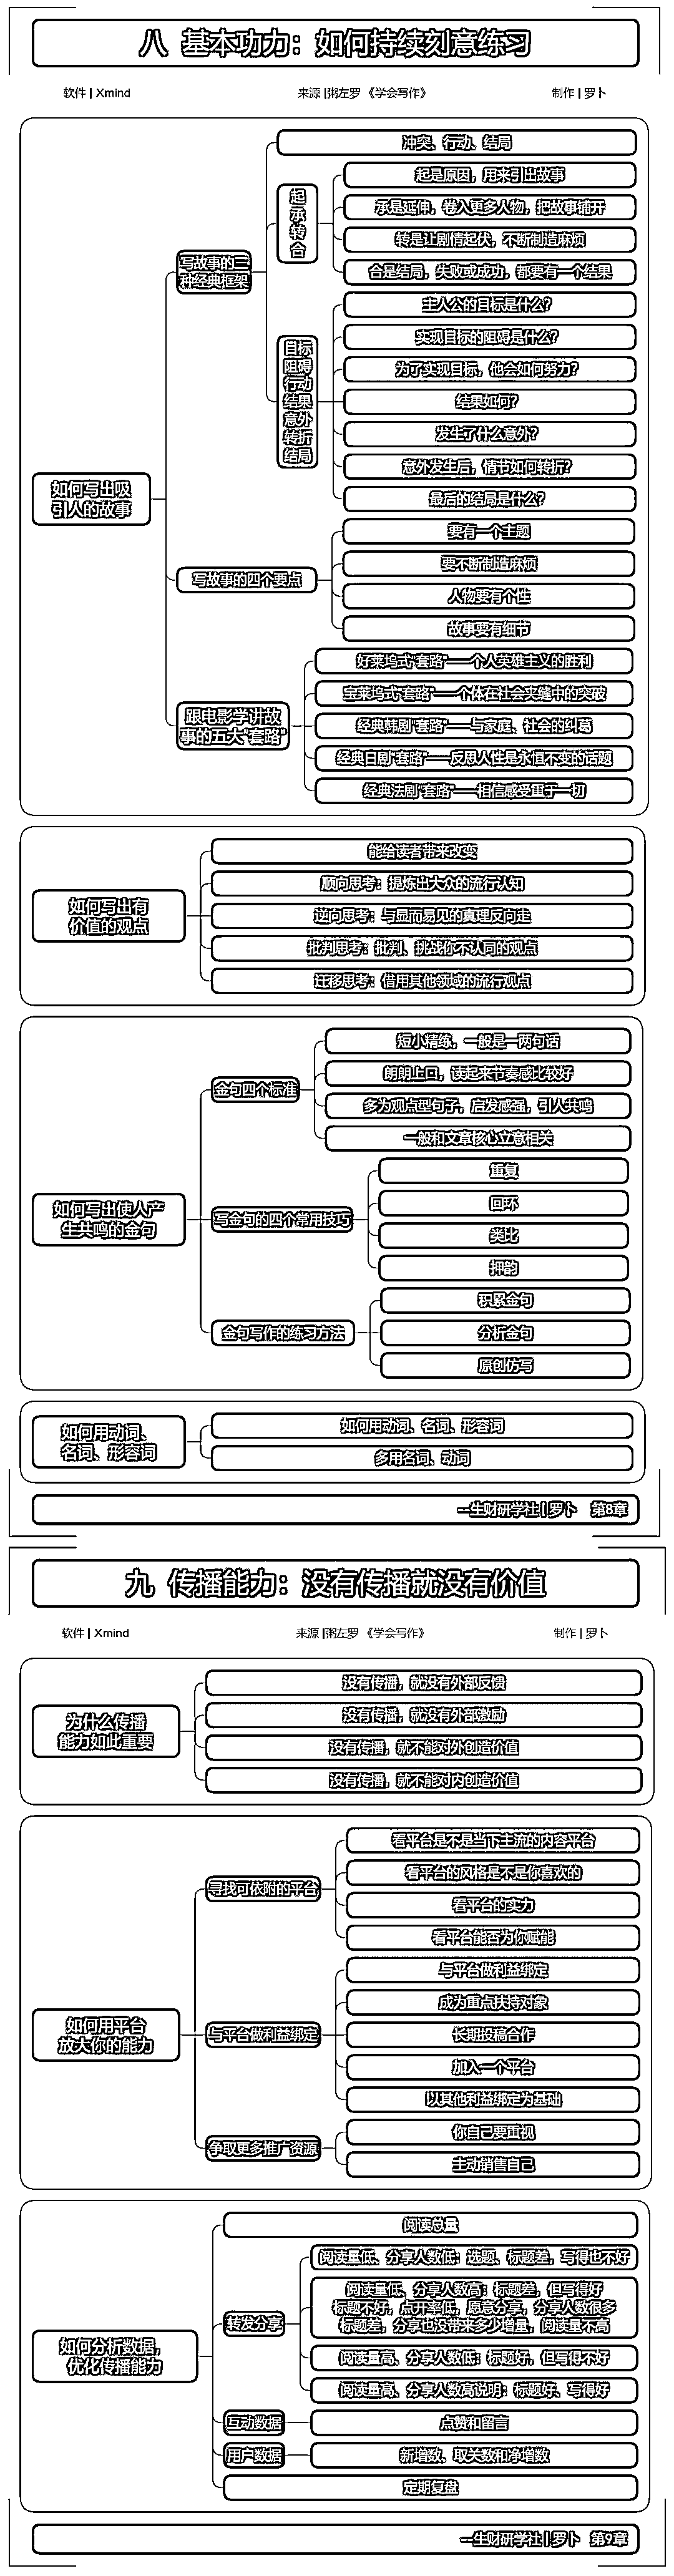 八 基本功力：如何持续刻意练习
软件 | Xmind
来源 |粥左罗《学会写作》
制作 | 罗卜
如何写出吸
引人的故事
写故事的三
种经典框架
冲突、行动、结局
起
承
转
合
起是原因，用来引出故事
承是延伸，卷入更多人物，把故事铺开
转是让剧情起伏，不断制造麻烦
合是结局，失败或成功，都要有一个结果
目标
阻碍
行动
结果
意外
转折
结局
主人公的目标是什么？
实现目标的阻碍是什么？
为了实现目标，他会如何努力？
结果如何？
发生了什么意外？
意外发生后，情节如何转折？
最后的结局是什么？
写故事的四个要点
要有一个主题
要不断制造麻烦
人物要有个性
故事要有细节
跟电影学讲故
事的五大“套路”
好莱坞式“套路”——个人英雄主义的胜利
宝莱坞式“套路”——个体在社会夹缝中的突破
经典韩剧“套路”——与家庭、社会的纠葛
经典日剧“套路”——反思人性是永恒不变的话题
经典法剧“套路”——相信感受重于一切
如何写出有
价值的观点
能给读者带来改变
顺向思考：提炼出大众的流行认知
逆向思考：与显而易见的真理反向走
批判思考：批判、挑战你不认同的观点
迁移思考：借用其他领域的流行观点
如何写出使人产
生共鸣的金句
金句四个标准
短小精练，一般是一两句话
朗朗上口，读起来节奏感比较好
多为观点型句子，启发感强，引人共鸣
一般和文章核心立意相关
写金句的四个常用技巧
重复
回环
类比
押韵
金句写作的练习方法
积累金句
分析金句
原创仿写
如何用动词、
名词、形容词
如何用动词、名词、形容词
多用名词、动词
—生财研学社 | 罗卜 第8章
九 传播能力：没有传播就没有价值
软件 | Xmind
来源 |粥左罗《学会写作》
制作 | 罗卜
为什么传播
能力如此重要
没有传播，就没有外部反馈
没有传播，就没有外部激励
没有传播，就不能对外创造价值
没有传播，就不能对内创造价值
如何用平台
放大你的能力
寻找可依附的平台
看平台是不是当下主流的内容平台
看平台的风格是不是你喜欢的
看平台的实力
看平台能否为你赋能
与平台做利益绑定
与平台做利益绑定
成为重点扶持对象
长期投稿合作
加入一个平台
以其他利益绑定为基础
争取更多推广资源
你自己要重视
主动销售自己
如何分析数据，
优化传播能力
阅读总量
转发分享
阅读量低、分享人数低：选题、标题差，写得也不好
阅读量低、分享人数高：标题差，但写得好
标题不好，点开率低，愿意分享，分享人数很多
标题差，分享也没带来多少增量，阅读量不高
阅读量高、分享人数低：标题好，但写得不好
阅读量高、分享人数高说明：标题好、写得好
互动数据
点赞和留言
用户数据
新增数、取关数和净增数
定期复盘
—生财研学社 | 罗卜 第9章